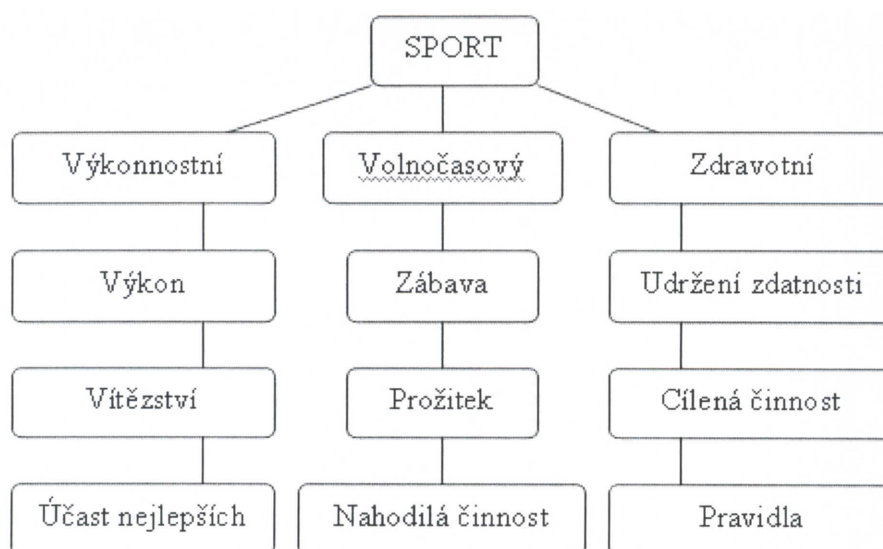 SPORT
Výkonnostní
Volnočasový
Zdravotní
Výkon
Zábava
Udržení zdatnosti
Vítězství
Prožitek
Cílená činnost
Účast nejlepších
Nahodilá činnost
Pravidla